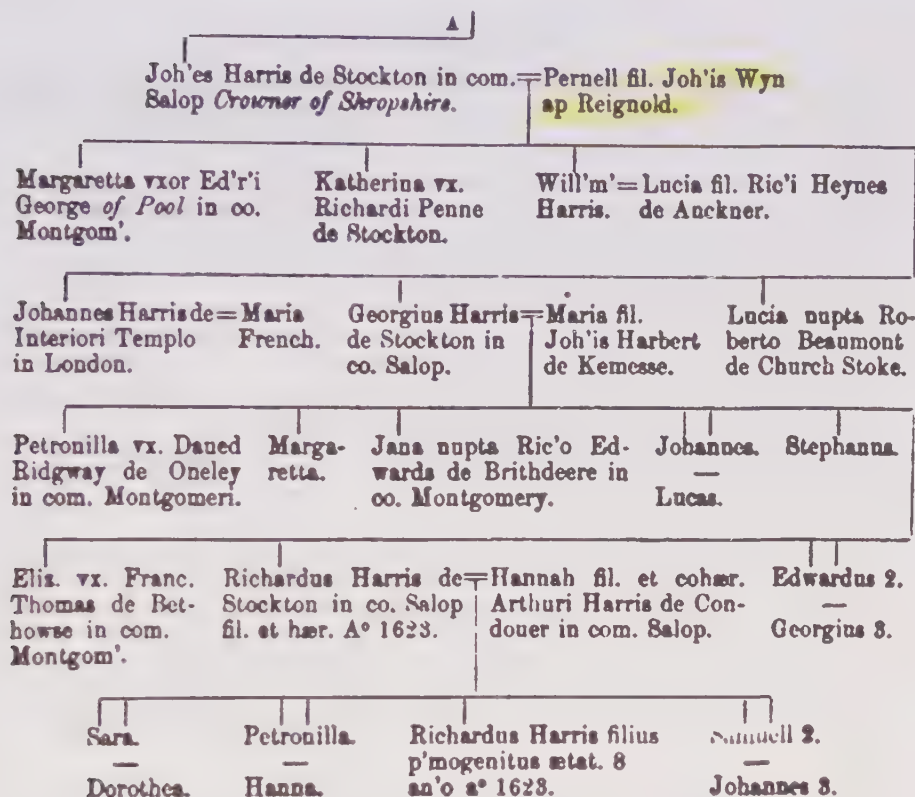 A
Joh'es Harris de Stockton in com. = Pernell fil. Joh'is Wyn
Salop Crowner of Shropshire. ap Reignold.
Margaretta vxor Ed'r'i
George of Pool in co.
Montgom'.
Katherina vx.
Richardi Penne
de Stockton.
Will'm' = Lucia fil. Ric'i Heynes
Harris. de Anckner.
Johannes Harris de = Maria
Interiori Templo French.
in London.
Georgius Harris = Maria fil.
de Stockton in Joh'is Harbert
co. Salop. de Kemesse.
Lucia nupta Ro-
berto Beaumont
de Church Stoke.
Petronilla vx. Daued
Ridgway de Oneley
in com. Montgomeri.
Marga-
retta.
Jana nupta Ric'o Ed-
wards de Brithdeere in
co. Montgomery.
Johannes.
—
Lucas.
Stephanna.
Eliz. vx. Franc.
Thomas de Bet-
howse in com.
Montgom'.
Richardus Harris de = Hannah fil. et cohær.
Stockton in co. Salop Arthuri Harris de Con-
fil. et hær. Aº 1623. douer in com. Salop.
Edwardus 2.
—
Georgius 3.
Sara.
—
Dorothea.
Petronilla.
—
Hanna.
Richardus Harris filius
p'mogenitus ætat. 8
an'o aº 1623.
Samuell 2.
—
Johannes 3.